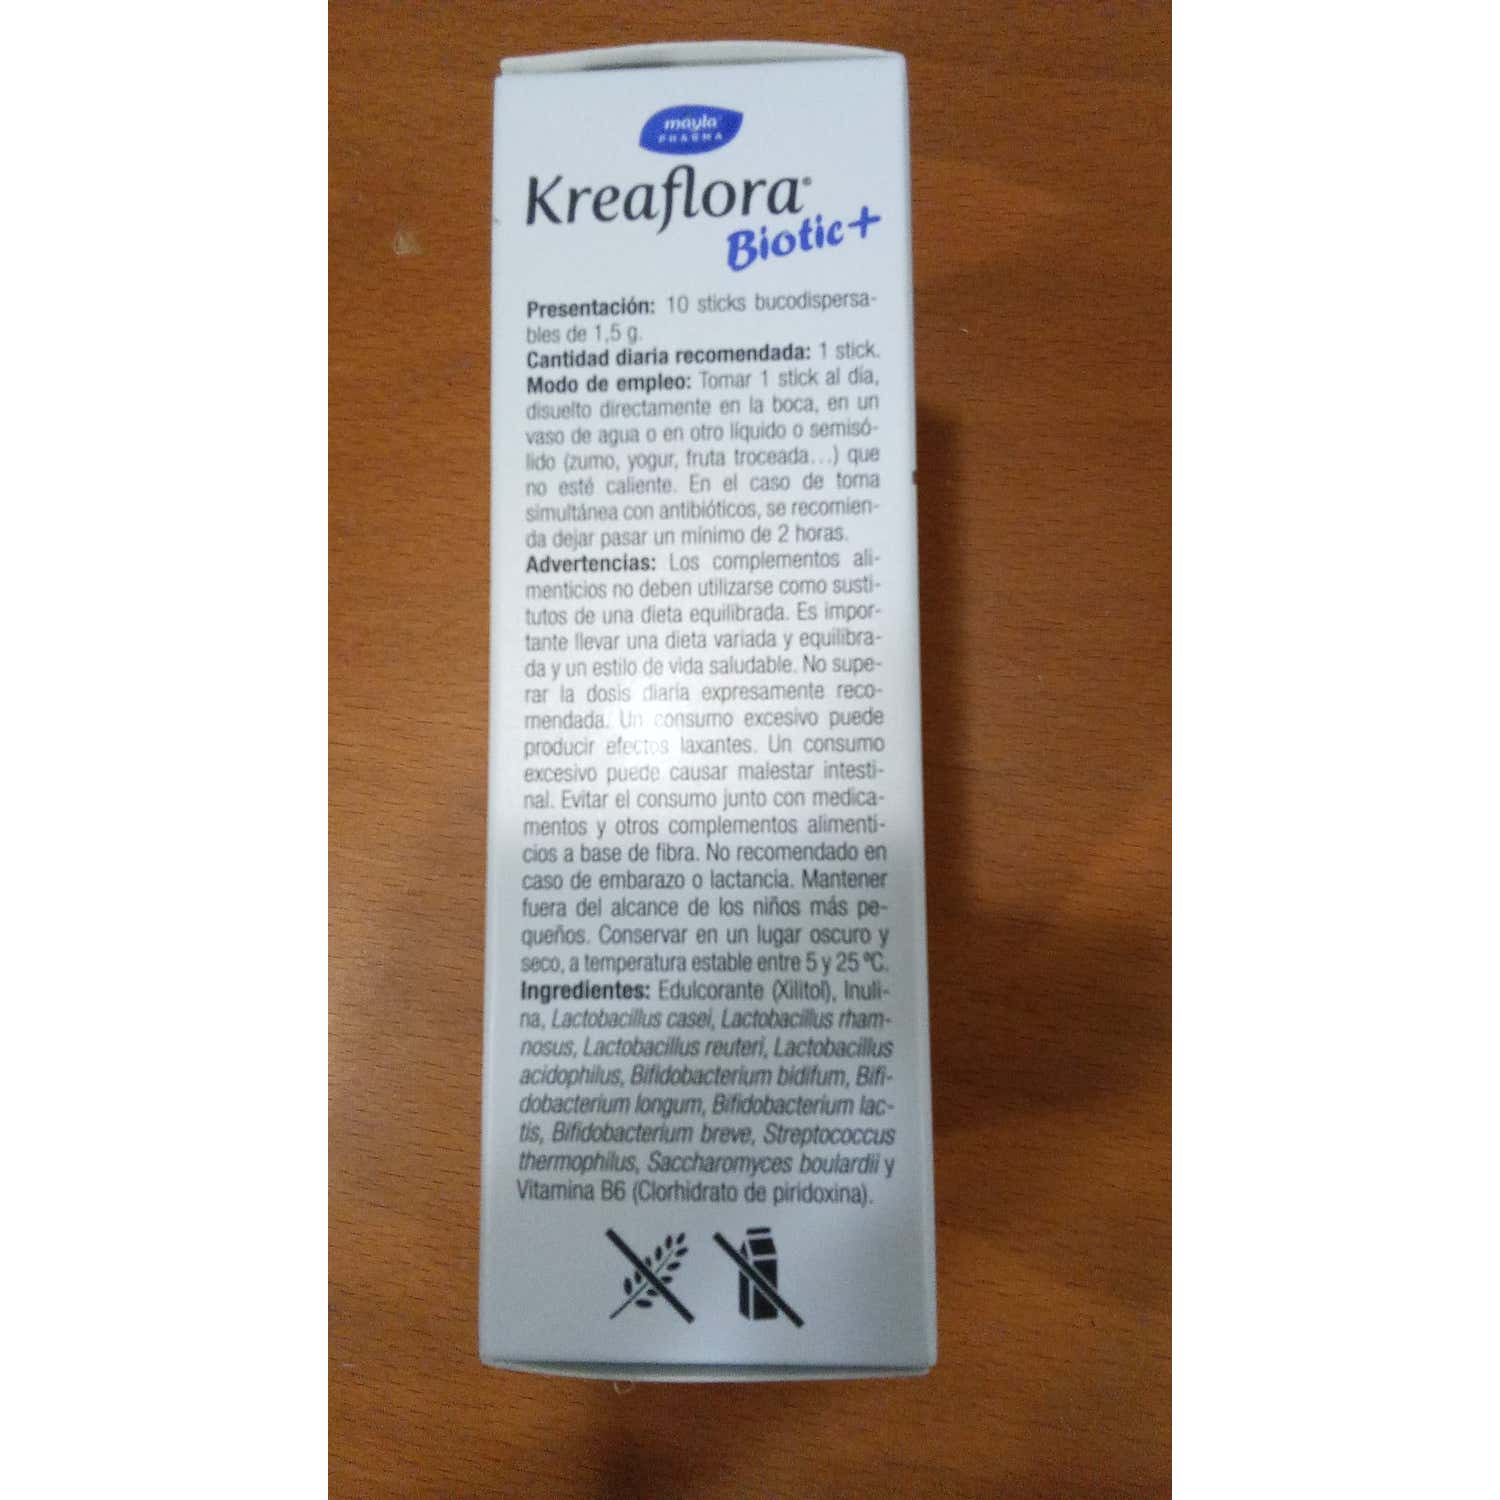 mayla
PHARMA
Kreaflora®
Biotic+
Presentación: 10 sticks bucodispersa-
bles de 1,5 g.
Cantidad diaria recomendada: 1 stick.
Modo de empleo: Tomar 1 stick al día,
disuelto directamente en la boca, en un
vaso de agua o en otro líquido o semisó-
lido (zumo, yogur, fruta troceada...) que
no esté caliente. En el caso de toma
simultánea con antibióticos, se recomien-
da dejar pasar un mínimo de 2 horas.
Advertencias: Los complementos ali-
menticios no deben utilizarse como susti-
tutos de una dieta equilibrada. Es impor-
tante llevar una dieta variada y equilibra-
da y un estilo de vida saludable. No supe-
rar la dosis diaria expresamente reco-
mendada. Un consumo excesivo puede
producir efectos laxantes. Un consumo
excesivo puede causar malestar intesti-
nal. Evitar el consumo junto con medica-
mentos y otros complementos alimenti-
cios a base de fibra. No recomendado en
caso de embarazo o lactancia. Mantener
fuera del alcance de los niños más pe-
queños. Conservar en un lugar oscuro y
seco, a temperatura estable entre 5 y 25 ºC.
Ingredientes: Edulcorante (Xilitol), Inuli-
na, Lactobacillus casei, Lactobacillus rham-
nosus, Lactobacillus reuteri, Lactobacillus
acidophilus, Bifidobacterium bidifum, Bifi-
dobacterium longum, Bifidobacterium lac-
tis, Bifidobacterium breve, Streptococcus
thermophilus, Saccharomyces boulardii y
Vitamina B6 (Clorhidrato de piridoxina).